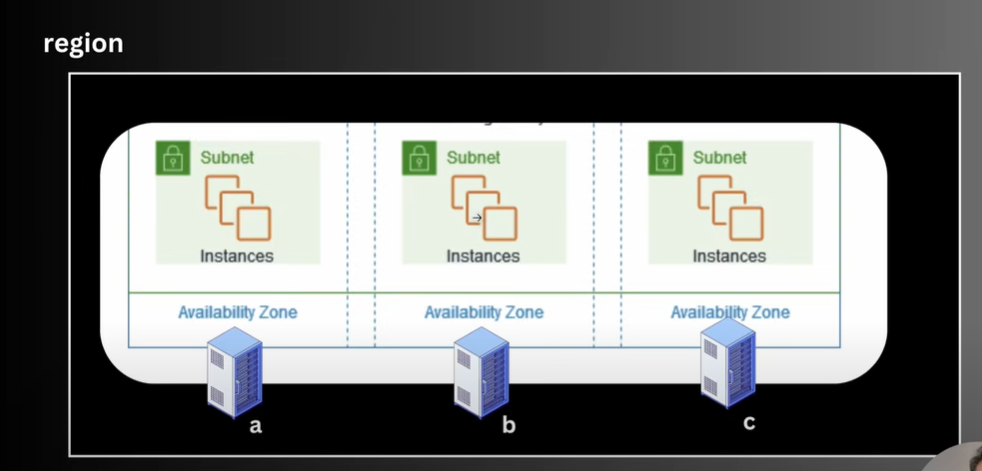 region
Subnet Subnet Subnet
Instances Instances Instances
Availability Zone Availability Zone Availability Zone
a b c